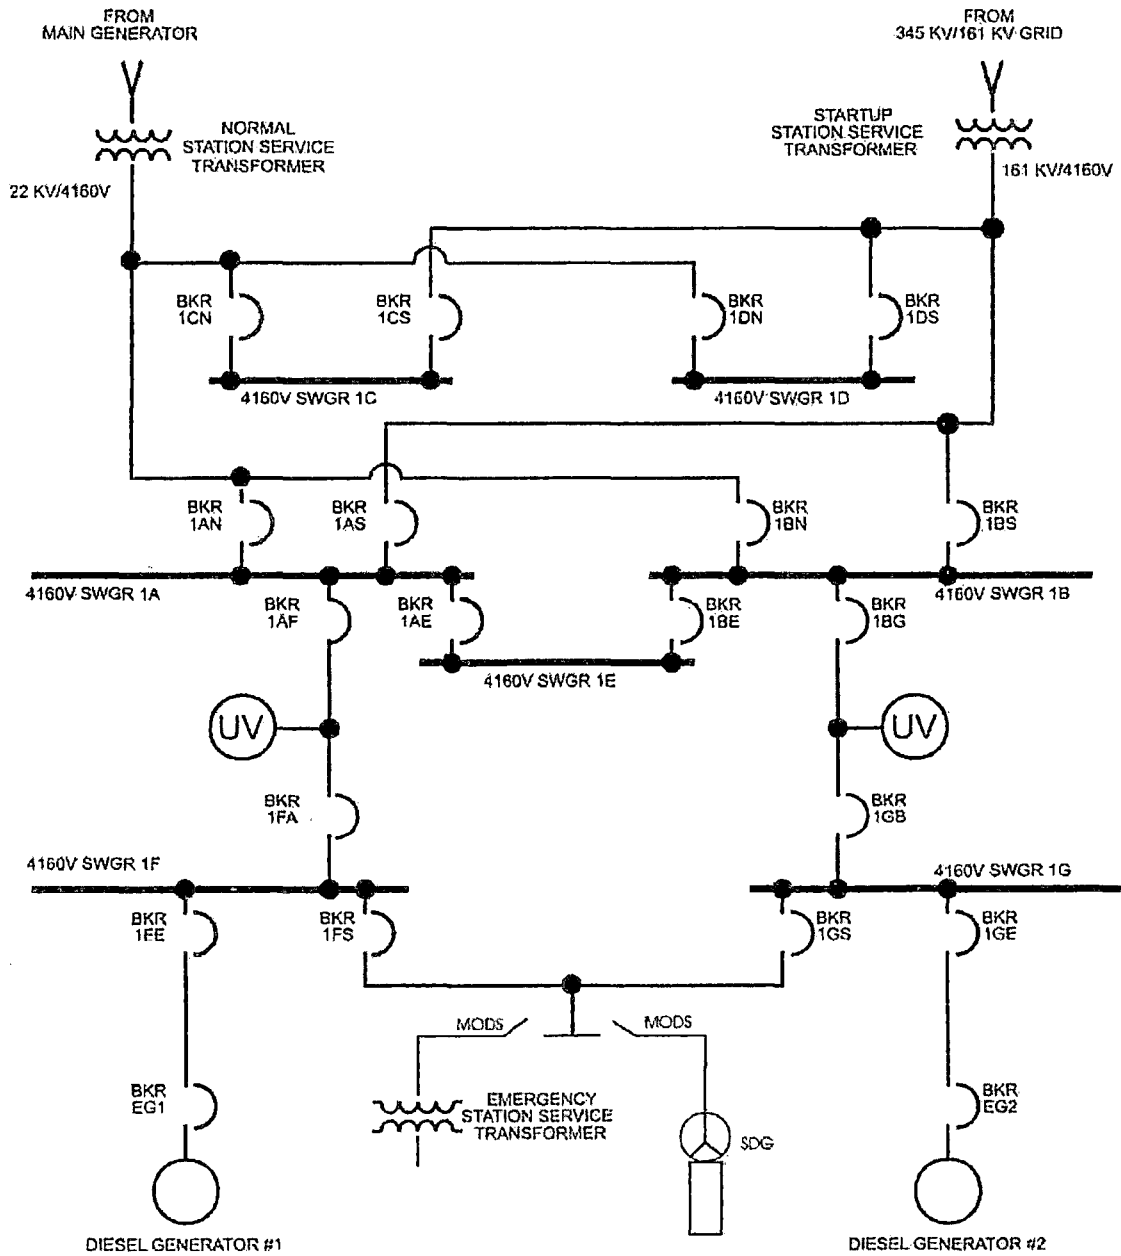 FROM
MAIN GENERATOR
FROM
345 KV/161 KV GRID
NORMAL
STATION SERVICE
TRANSFORMER
STARTUP
STATION SERVICE
TRANSFORMER
22 KV/4160V
161 KV/4160V
BKR
1CN
BKR
1CS
BKR
1DN
BKR
1DS
4160V SWGR 1C
4160V SWGR 1D
BKR
1AN
BKR
1AS
BKR
1BN
BKR
1BS
4160V SWGR 1A
4160V SWGR 1B
BKR
1AF
BKR
1AE
BKR
1BE
BKR
1BG
4160V SWGR 1E
UV
UV
BKR
1FA
BKR
1GB
4160V SWGR 1F
4160V SWGR 1G
BKR
1EE
BKR
1FS
BKR
1GS
BKR
1GE
MODS
MODS
BKR
EG1
EMERGENCY
STATION SERVICE
TRANSFORMER
SDG
BKR
EG2
DIESEL GENERATOR #1
DIESEL GENERATOR #2